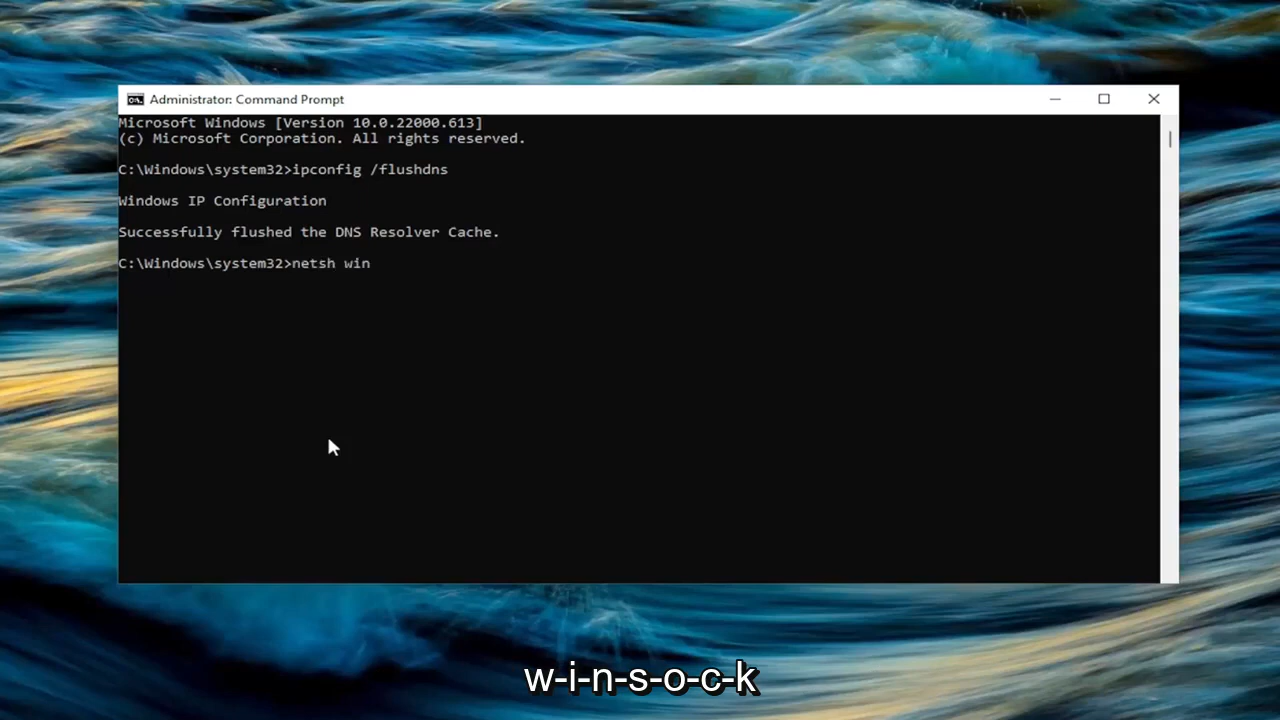 Administrator: Command Prompt
Microsoft Windows [Version 10.0.22000.613]
(c) Microsoft Corporation. All rights reserved.
C:\Windows\system32>ipconfig /flushdns
Windows IP Configuration
Successfully flushed the DNS Resolver Cache.
C:\Windows\system32>netsh win
w-i-n-s-o-c-k